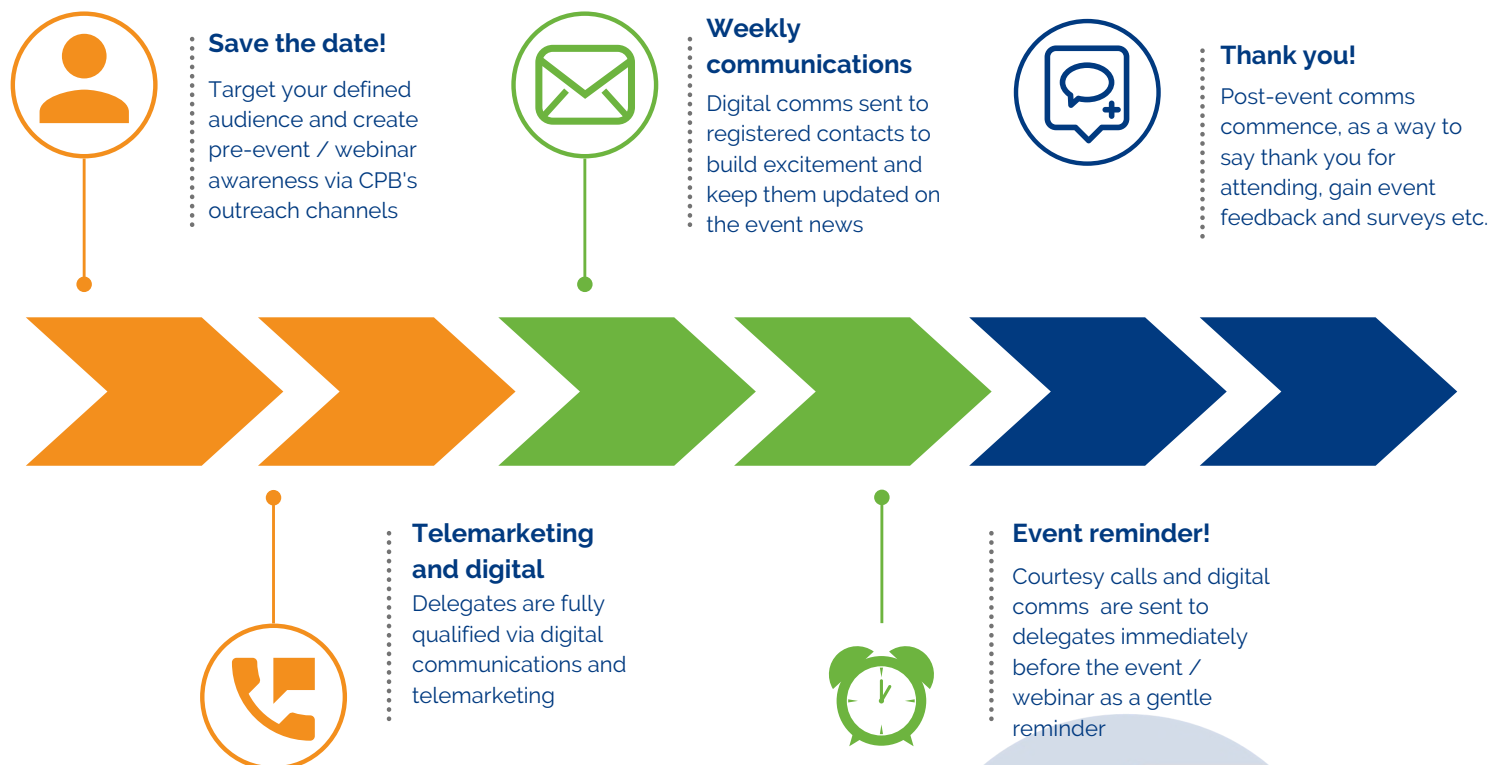 Save the date!
Target your defined
audience and create
pre-event / webinar
awareness via CPB's
outreach channels
Weekly
communications
Digital comms sent to
registered contacts to
build excitement and
keep them updated on
the event news
Thank you!
Post-event comms
commence, as a way to
say thank you for
attending, gain event
feedback and surveys etc.
Telemarketing
and digital
Delegates are fully
qualified via digital
communications and
telemarketing
Event reminder!
Courtesy calls and digital
comms  are sent to
delegates immediately
before the event /
webinar as a gentle
reminder